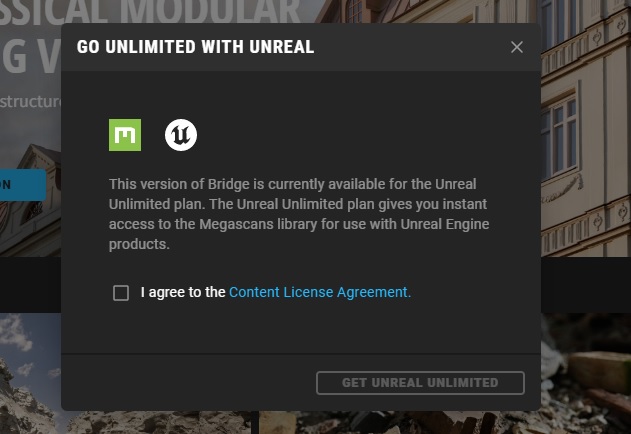 SSICAL MODULAR
G V
GO UNLIMITED WITH UNREAL
structure
ON
This version of Bridge is currently available for the Unreal
Unlimited plan. The Unreal Unlimited plan gives you instant
access to the Megascans library for use with Unreal Engine
products.
I agree to the Content License Agreement.
GET UNREAL UNLIMITED